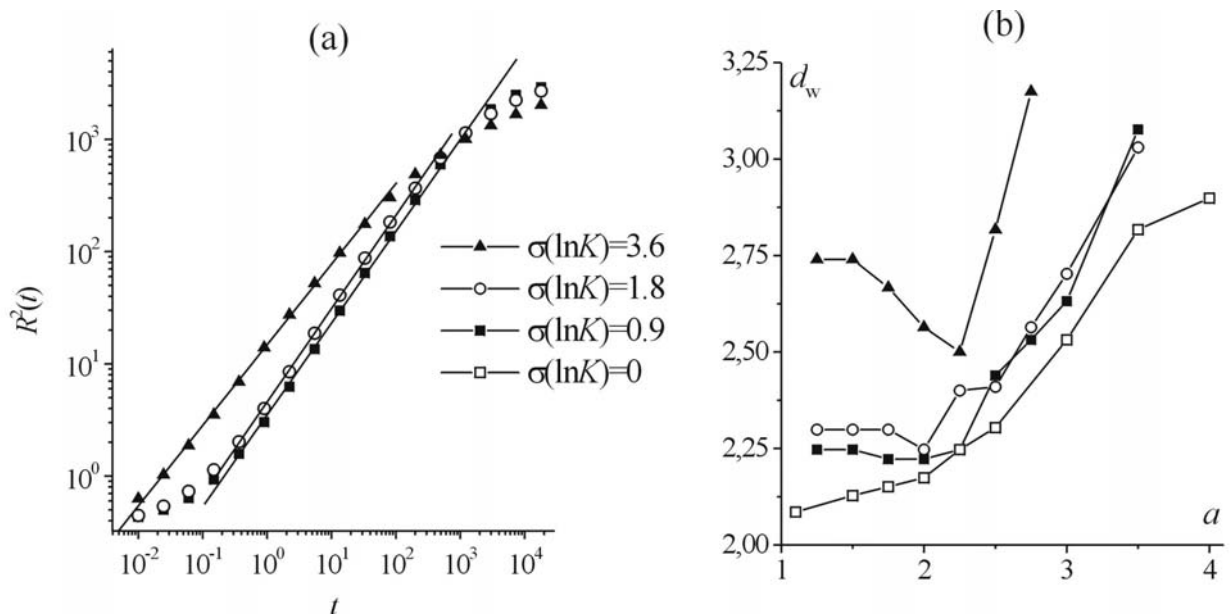 (a)
10³
10²
10¹
10⁰
R²(t)
10⁻² 10⁻¹ 10⁰ 10¹ 10² 10³ 10⁴
t
σ(lnK)=3.6
σ(lnK)=1.8
σ(lnK)=0.9
σ(lnK)=0
(b)
3,25
d_w
3,00
2,75
2,50
2,25
2,00
a
1 2 3 4